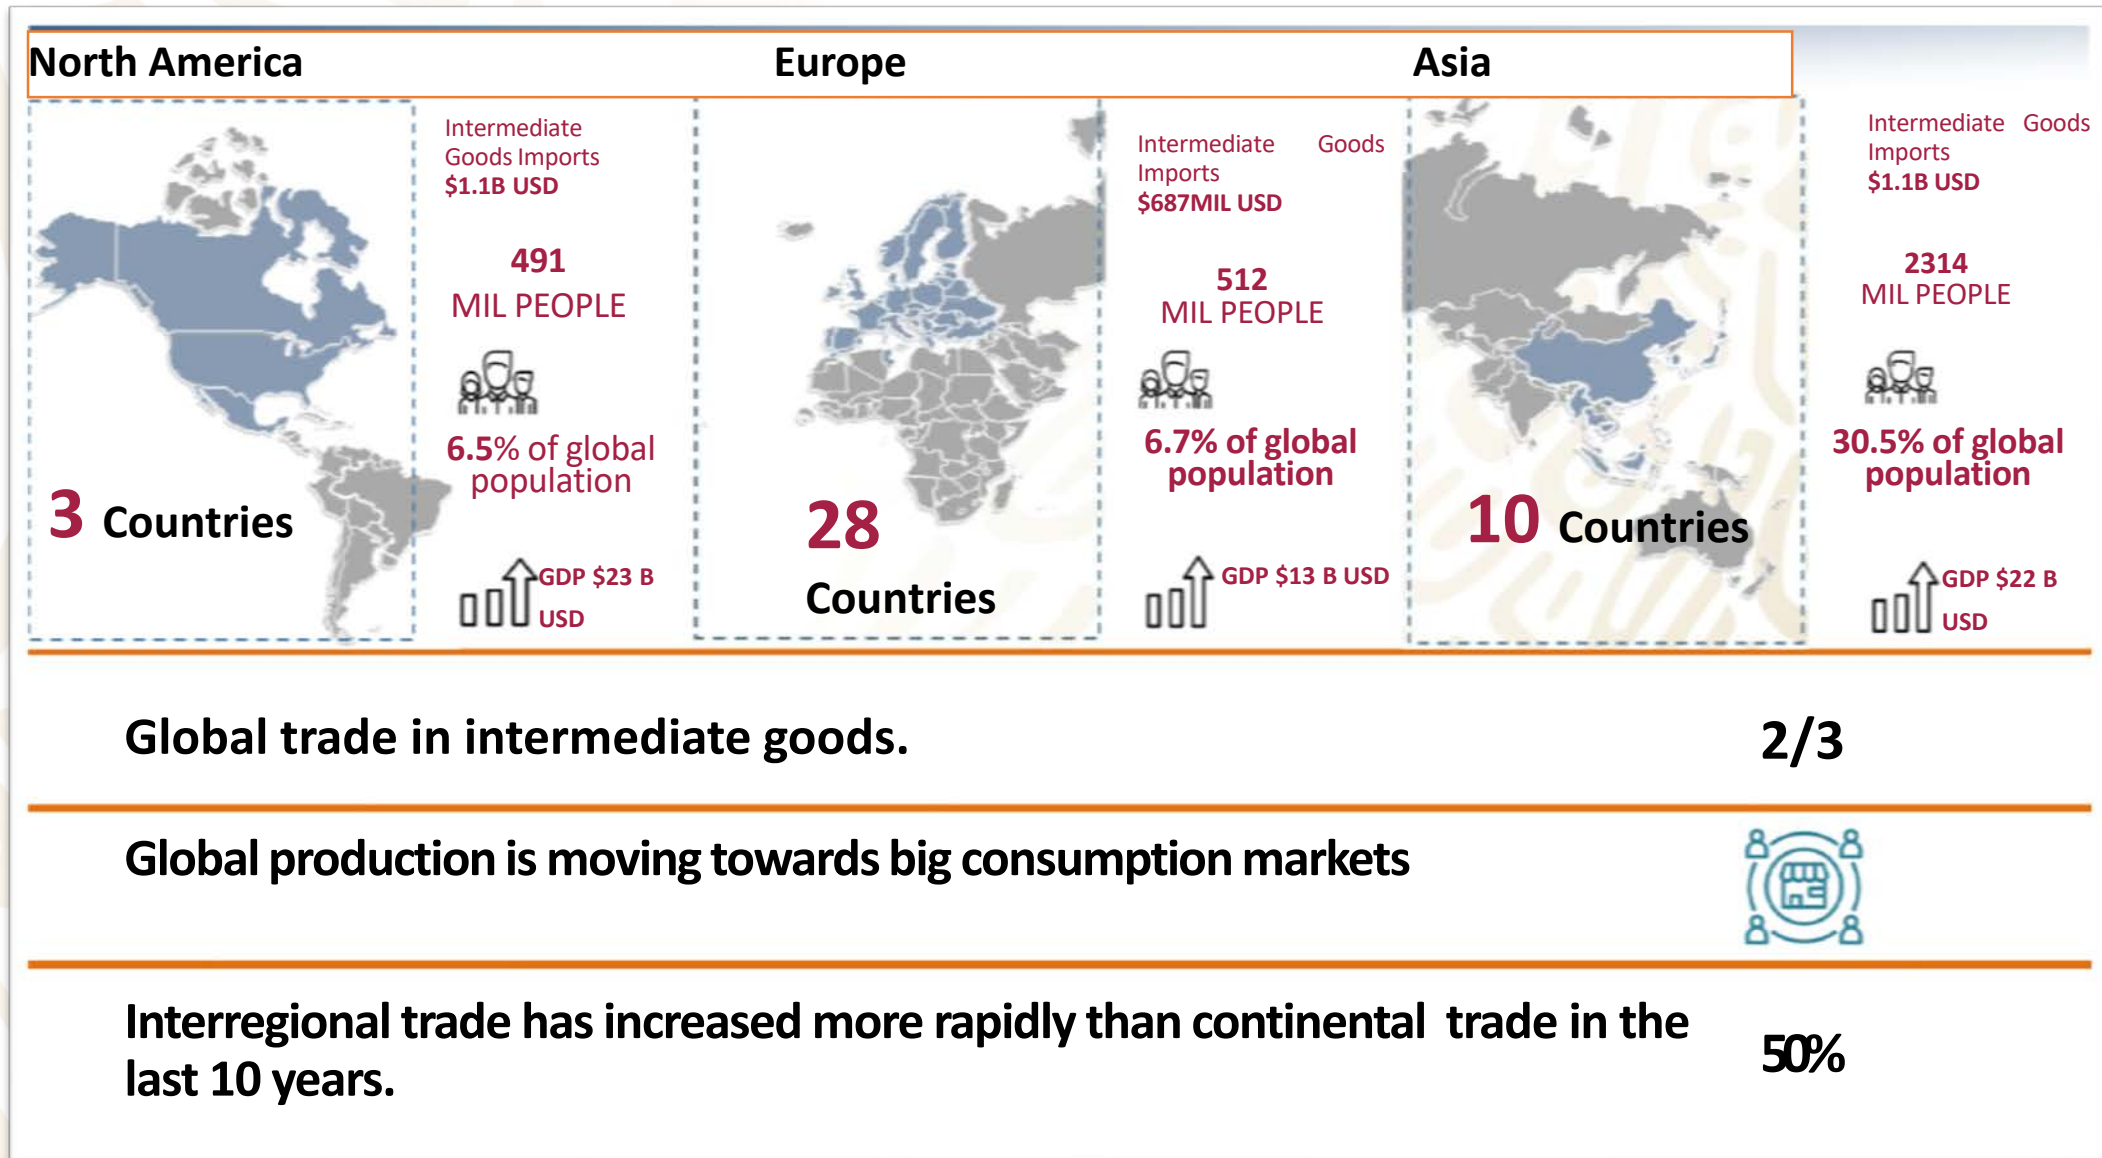 North America
Europe
Asia
Intermediate
Goods Imports
$1.1B USD
491
MIL PEOPLE
6.5% of global
population
3 Countries
GDP $23 B
USD
Intermediate Goods
Imports
$687MIL USD
512
MIL PEOPLE
6.7% of global
population
28
Countries
GDP $13 B USD
Intermediate Goods
Imports
$1.1B USD
2314
MIL PEOPLE
30.5% of global
population
10 Countries
GDP $22 B
USD
Global trade in intermediate goods.
2/3
Global production is moving towards big consumption markets
Interregional trade has increased more rapidly than continental trade in the
last 10 years.
50%